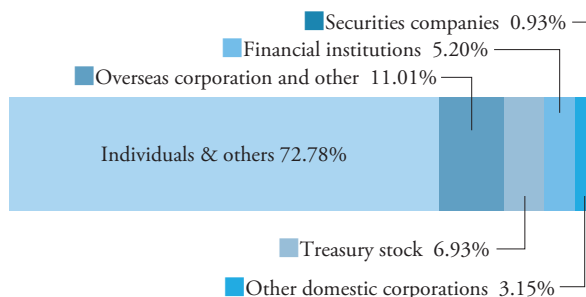 Securities companies 0.93%
Financial institutions 5.20%
Overseas corporation and other 11.01%
Individuals & others 72.78%
Treasury stock 6.93%
Other domestic corporations 3.15%